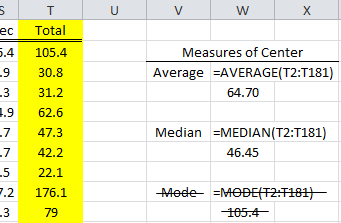 S T U V W X
ec Total
5.4 105.4 Measures of Center
.9 30.8 Average =AVERAGE(T2:T181)
.3 31.2 64.70
4.9 62.6
.7 47.3 Median =MEDIAN(T2:T181)
.7 42.2 46.45
.5 22.1
7.2 176.1 Mode =MODE(T2:T181)
.3 79 105.4